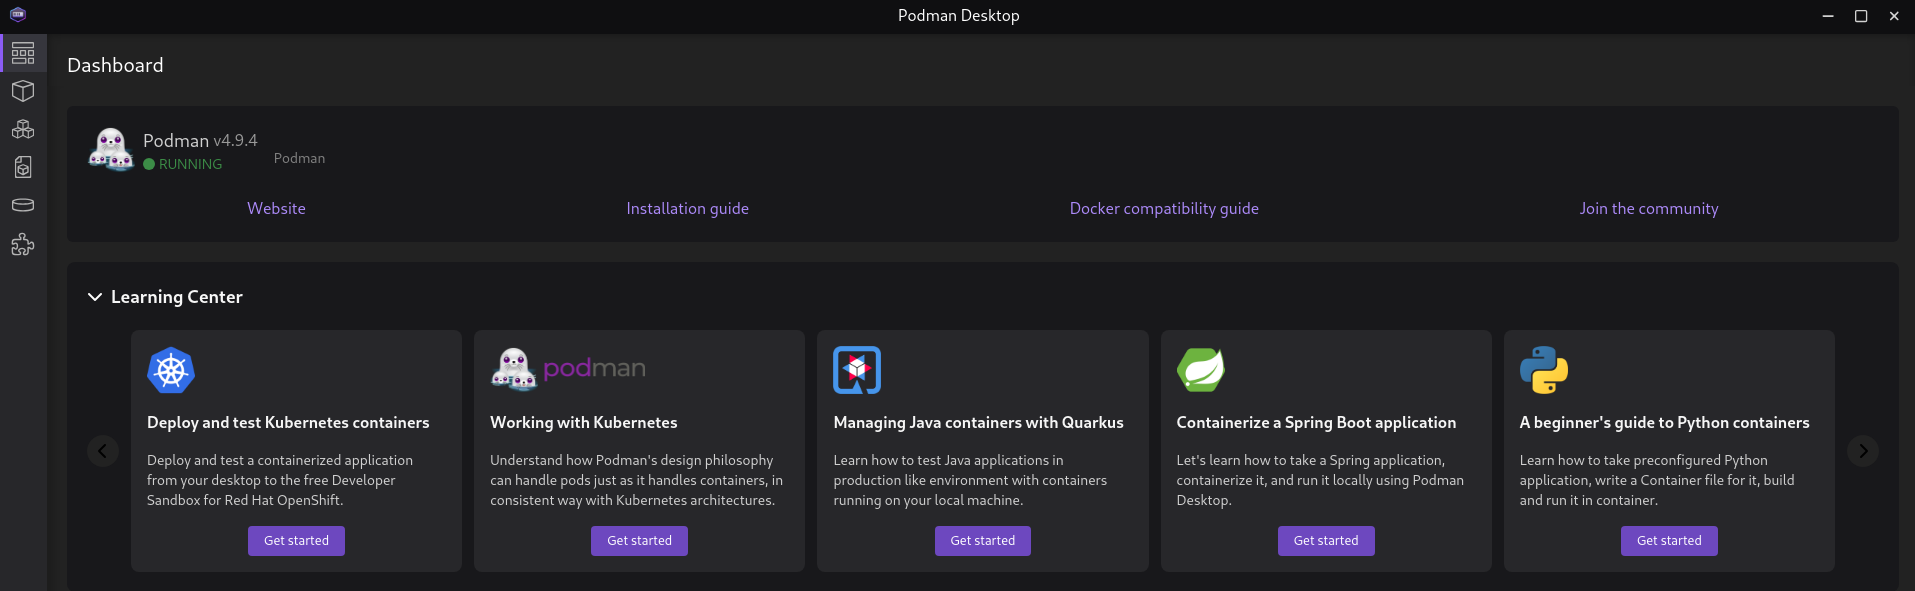 Podman Desktop
Dashboard
Podman v4.9.4
RUNNING
Podman
Website
Installation guide
Docker compatibility guide
Join the community
Learning Center
Deploy and test Kubernetes containers
Deploy and test a containerized application
from your desktop to the free Developer
Sandbox for Red Hat OpenShift.
Get started
podman
Working with Kubernetes
Understand how Podman's design philosophy
can handle pods just as it handles containers, in
consistent way with Kubernetes architectures.
Get started
Managing Java containers with Quarkus
Learn how to test Java applications in
production like environment with containers
running on your local machine.
Get started
Containerize a Spring Boot application
Let's learn how to take a Spring application,
containerize it, and run it locally using Podman
Desktop.
Get started
A beginner's guide to Python containers
Learn how to take preconfigured Python
application, write a Container file for it, build
and run it in container.
Get started